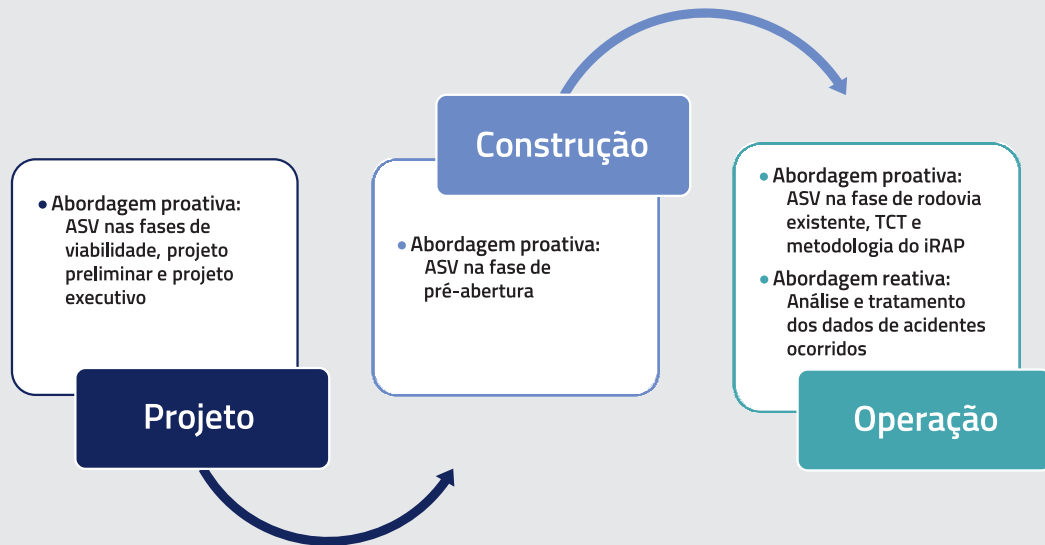 • Abordagem proativa:
ASV nas fases de
viabilidade, projeto
preliminar e projeto
executivo
Projeto
Construção
• Abordagem proativa:
ASV na fase de
pré-abertura
• Abordagem proativa:
ASV na fase de rodovia
existente, TCT e
metodologia do iRAP
• Abordagem reativa:
Análise e tratamento
dos dados de acidentes
ocorridos
Operação